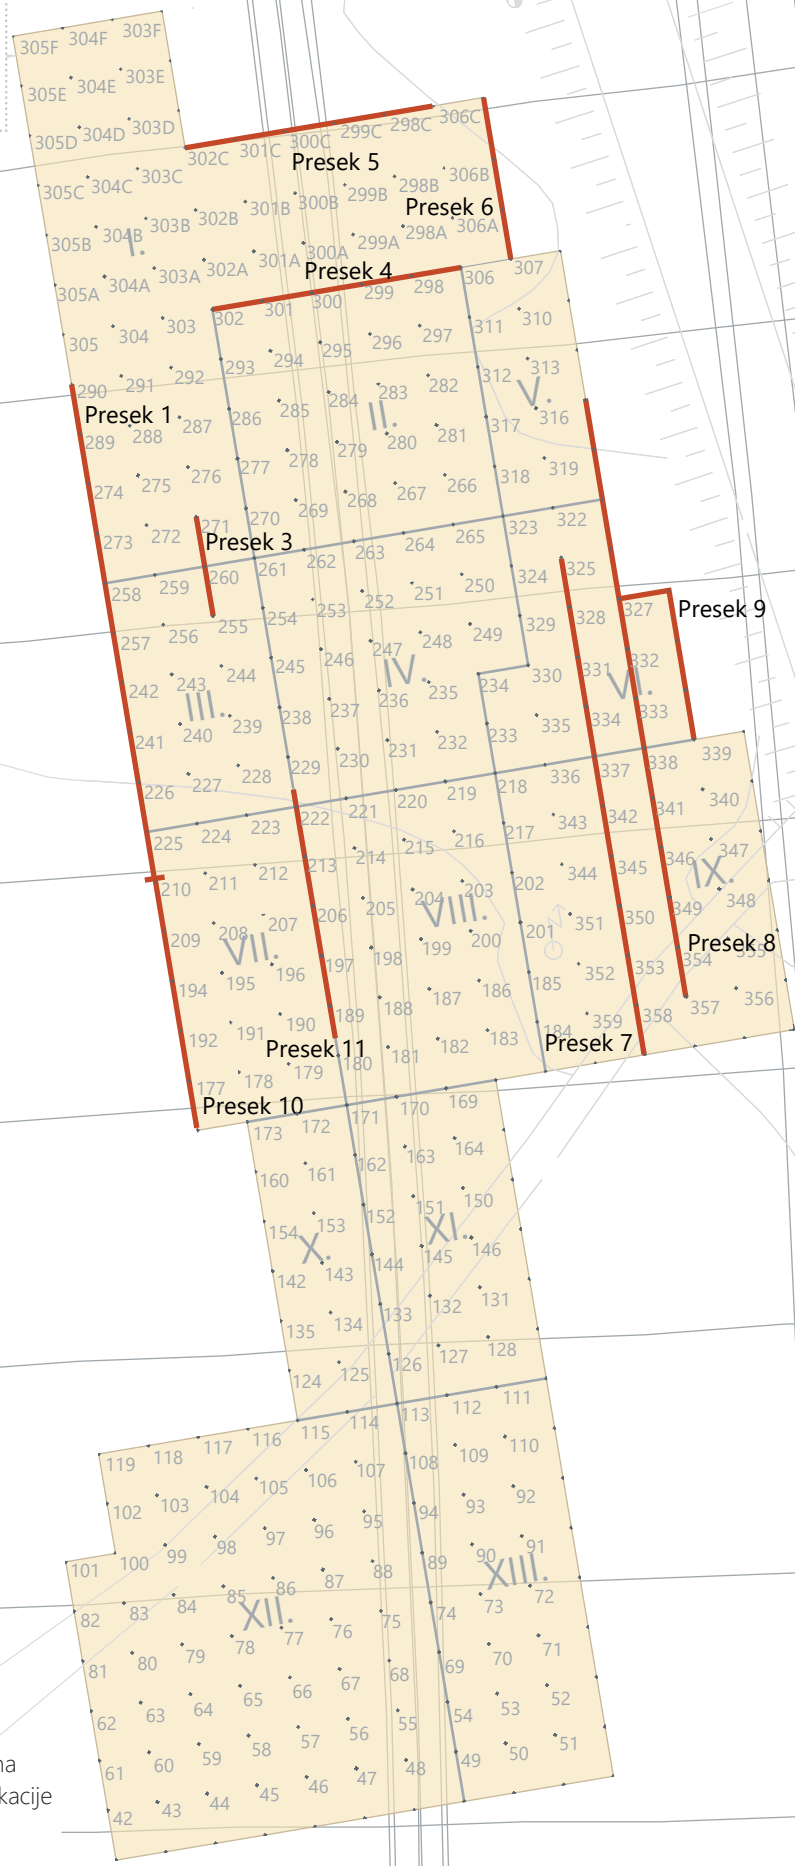 305F 304F 303F
305E 304E 303E
305D 304D 303D
302C 301C 300C 299C 298C 306C
Presek 5
305C 304C 303C
302B 301B 300B 299B 298B 306B
Presek 6
305B 304B 303B
I.
302A 301A 300A 299A 298A 306A
Presek 4
305A 304A 303A
302 301 300 299 298 306 307
305 304 303
293 294 295 296 297 311 310
290 291 292
Presek 1
286 285 284 283 282 312 313
II.
V.
289 288 287
277 278 279 280 281 317 316
274 275 276
270 269 268 267 266 318 319
273 272 271
Presek 3
261 262 263 264 265 323 322
258 259 260
254 253 252 251 250 324 325
327
Presek 9
257 256 255
245 246 247 248 249 329 328
IV.
242 243 244
III.
238 237 236 235 234 330 331 332
VI.
241 240 239
229 230 231 232 233 335 334 333
226 227 228
222 221 220 219 218 336 337 338 339
225 224 223
213 214 215 216 217 343 342 341 340
210 211 212
206 205 204 203 202 344 345 346 347
VIII.
IX.
209 208 207
VII.
197 198 199 200 201 351 350 349 348
N
194 195 196
189 188 187 186 185 352 353 354 355
Presek 8
192 191 190
Presek 11
180 181 182 183 184 359 358 357 356
Presek 7
177 178 179
Presek 10
173 172 171 170 169
160 161 162 163 164
154 153 152 151 150
X.
XI.
142 143 144 145 146
135 134 133 132 131
124 125 126 127 128
119 118 117 116 115 114 113 112 111
102 103 104 105 106 107 108 109 110
101 100 99 98 97 96 95 94 93 92
82 83 84 85 86 87 88 89 90 91
XII.
XIII.
81 80 79 78 77 76 75 74 73 72
62 63 64 65 66 67 68 69 70 71
61 60 59 58 57 56 55 54 53 52
na
kacije
42 43 44 45 46 47 48 49 50 51